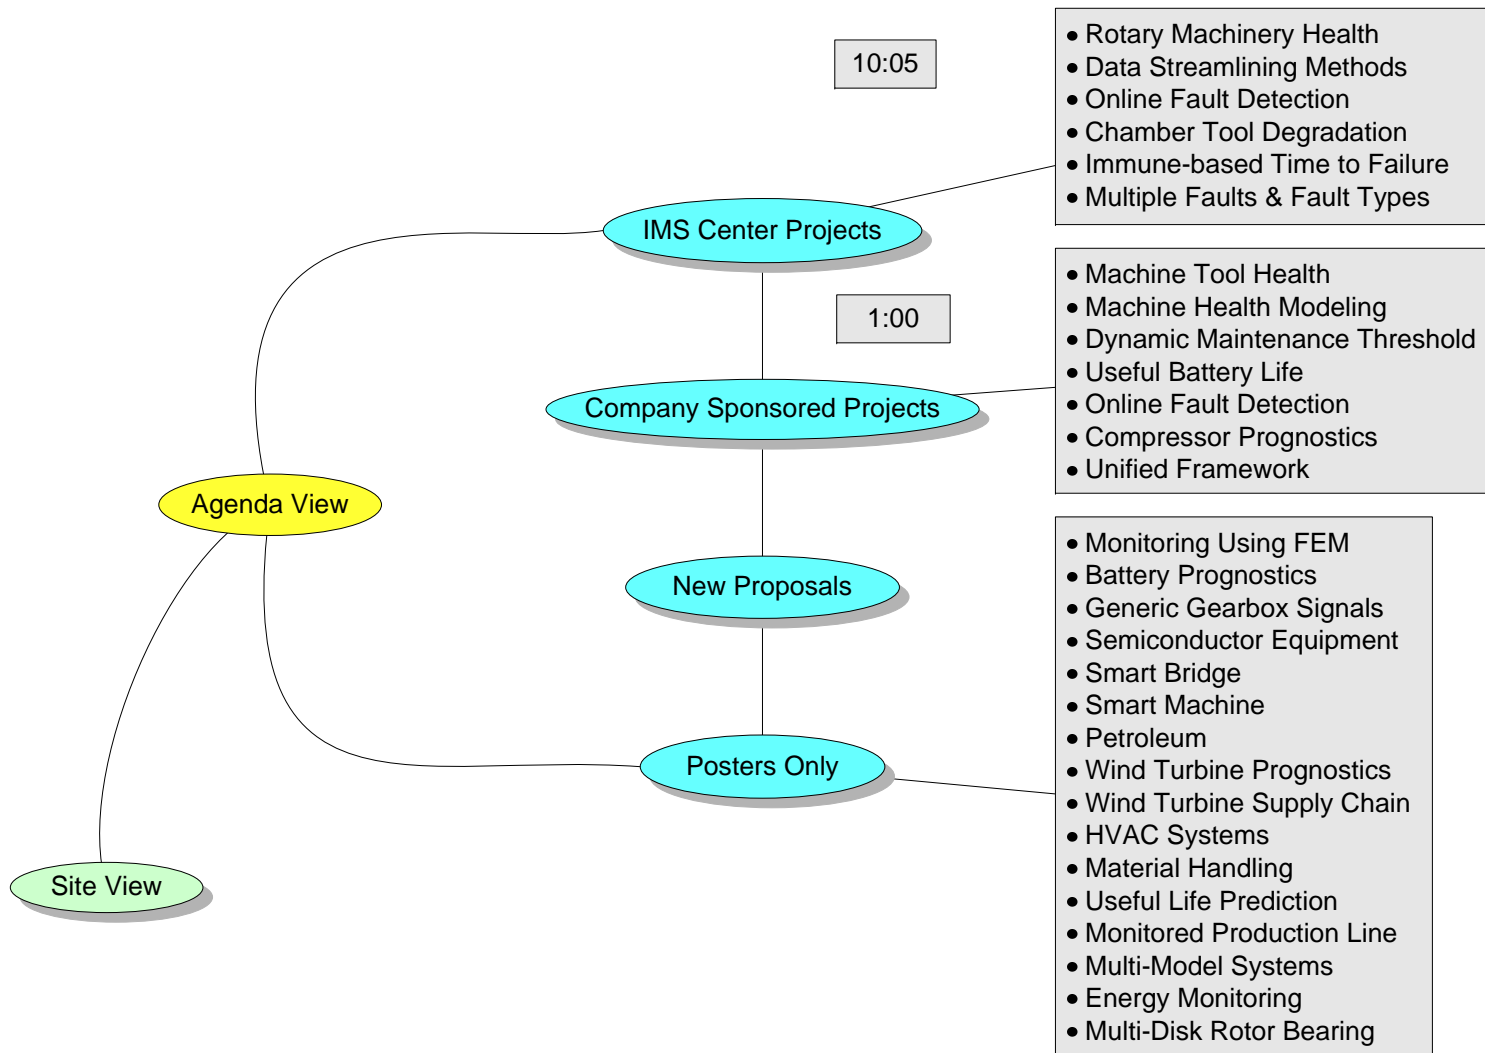 10:05
• Rotary Machinery Health
• Data Streamlining Methods
• Online Fault Detection
• Chamber Tool Degradation
• Immune-based Time to Failure
• Multiple Faults & Fault Types
IMS Center Projects
1:00
• Machine Tool Health
• Machine Health Modeling
• Dynamic Maintenance Threshold
• Useful Battery Life
• Online Fault Detection
• Compressor Prognostics
• Unified Framework
Company Sponsored Projects
Agenda View
New Proposals
Posters Only
• Monitoring Using FEM
• Battery Prognostics
• Generic Gearbox Signals
• Semiconductor Equipment
• Smart Bridge
• Smart Machine
• Petroleum
• Wind Turbine Prognostics
• Wind Turbine Supply Chain
• HVAC Systems
• Material Handling
• Useful Life Prediction
• Monitored Production Line
• Multi-Model Systems
• Energy Monitoring
• Multi-Disk Rotor Bearing
Site View